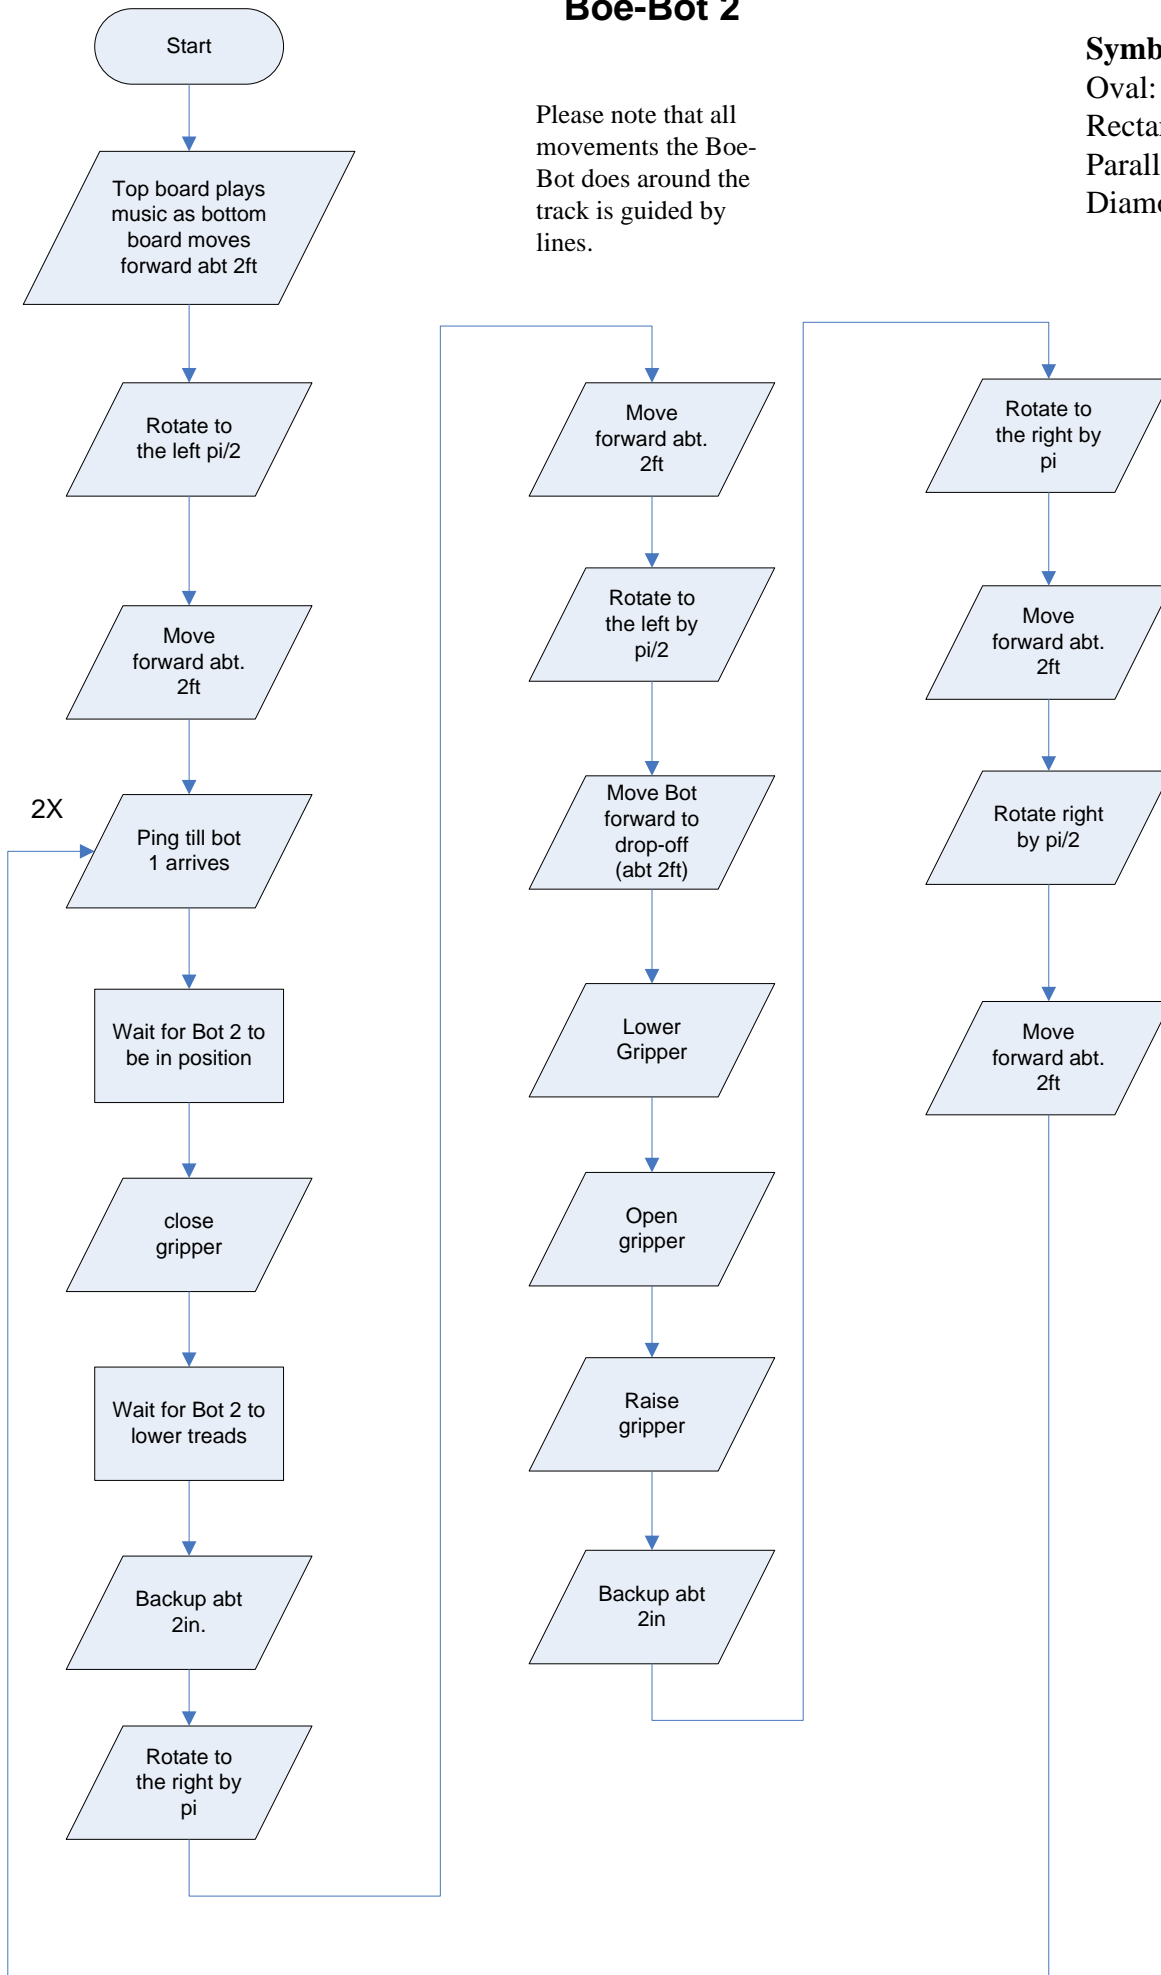 Boe-Bot 2
Start
Top board plays
music as bottom
board moves
forward abt 2ft
Rotate to
the left pi/2
Move
forward abt.
2ft
2X
Ping till bot
1 arrives
Wait for Bot 2 to
be in position
close
gripper
Wait for Bot 2 to
lower treads
Backup abt
2in.
Rotate to
the right by
pi
Please note that all
movements the Boe-
Bot does around the
track is guided by
lines.
Move
forward abt.
2ft
Rotate to
the left by
pi/2
Move Bot
forward to
drop-off
(abt 2ft)
Lower
Gripper
Open
gripper
Raise
gripper
Backup abt
2in
Oval:
Rotate to
the right by
pi
Move
forward abt.
2ft
Rotate right
by pi/2
Move
forward abt.
2ft